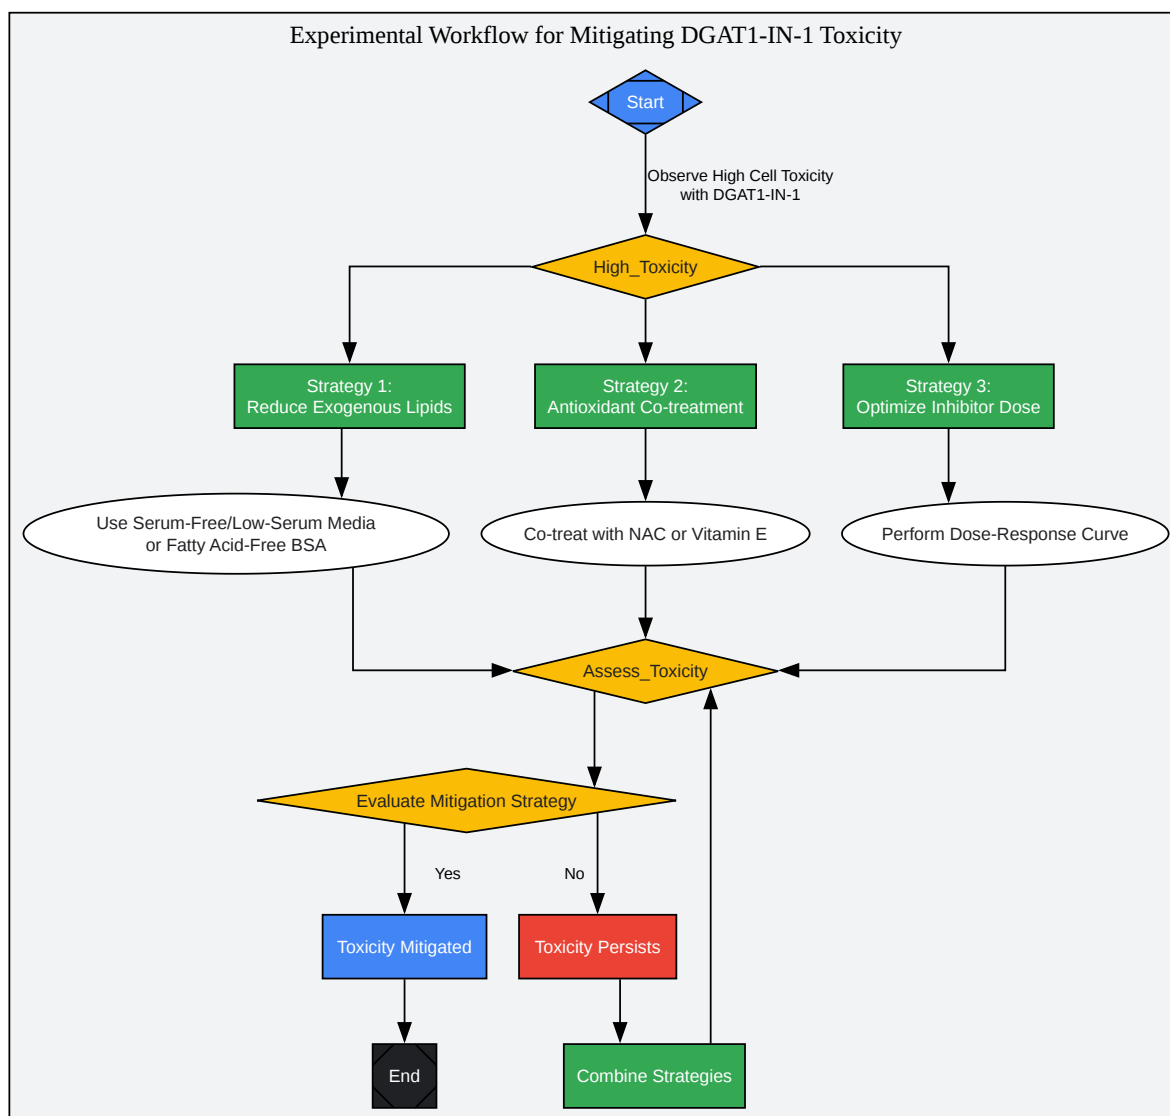 Experimental Workflow for Mitigating DGAT1-IN-1 Toxicity
Start
Observe High Cell Toxicity
with DGAT1-IN-1
High_Toxicity
Strategy 1:
Reduce Exogenous Lipids
Strategy 2:
Antioxidant Co-treatment
Strategy 3:
Optimize Inhibitor Dose
Use Serum-Free/Low-Serum Media
or Fatty Acid-Free BSA
Co-treat with NAC or Vitamin E
Perform Dose-Response Curve
Assess_Toxicity
Evaluate Mitigation Strategy
Yes
No
Toxicity Mitigated
Toxicity Persists
End
Combine Strategies